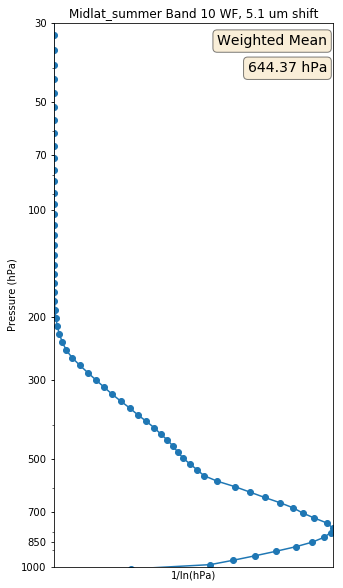 Midlat_summer Band 10 WF, 5.1 um shift
Weighted Mean
644.37 hPa
30
50
70
100
200
300
500
700
850
1000
Pressure (hPa)
1/ln(hPa)